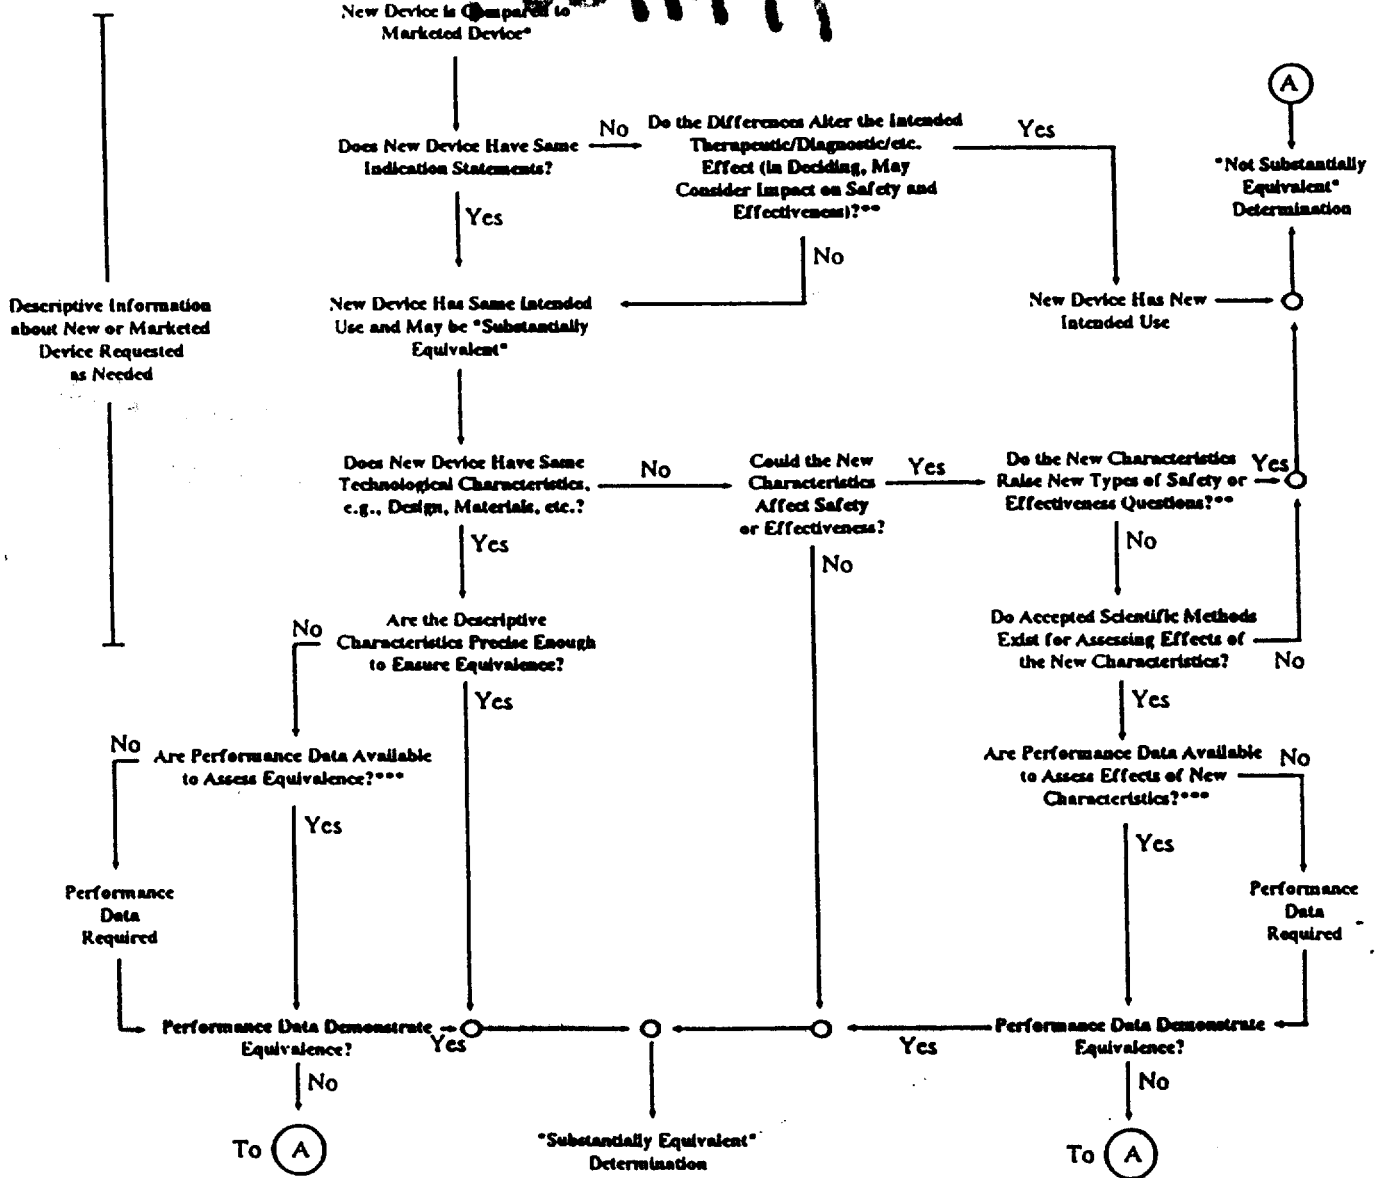 New Device is Compared to
Marketed Device*
A
Does New Device Have Same
Indication Statements?
No
Do the Differences Alter the Intended
Therapeutic/Diagnostic/etc.
Effect (in Deciding, May
Consider Impact on Safety and
Effectiveness)?**
Yes
"Not Substantially
Equivalent"
Determination
Yes
No
Descriptive Information
about New or Marketed
Device Requested
as Needed
New Device Has Same Intended
Use and May be "Substantially
Equivalent"
New Device Has New
Intended Use
Does New Device Have Same
Technological Characteristics,
e.g., Design, Materials, etc.?
No
Could the New
Characteristics
Affect Safety
or Effectiveness?
Yes
Do the New Characteristics
Raise New Types of Safety or
Effectiveness Questions?**
Yes
Yes
No
No
No
Are the Descriptive
Characteristics Precise Enough
to Ensure Equivalence?
Do Accepted Scientific Methods
Exist for Assessing Effects of
the New Characteristics?
No
Yes
Yes
No
Are Performance Data Available
to Assess Equivalence?***
Are Performance Data Available
to Assess Effects of New
Characteristics?***
No
Yes
Yes
Performance
Data
Required
Performance
Data
Required
Performance Data Demonstrate
Equivalence?
Yes
Yes
Performance Data Demonstrate
Equivalence?
No
No
To A
"Substantially Equivalent"
Determination
To A